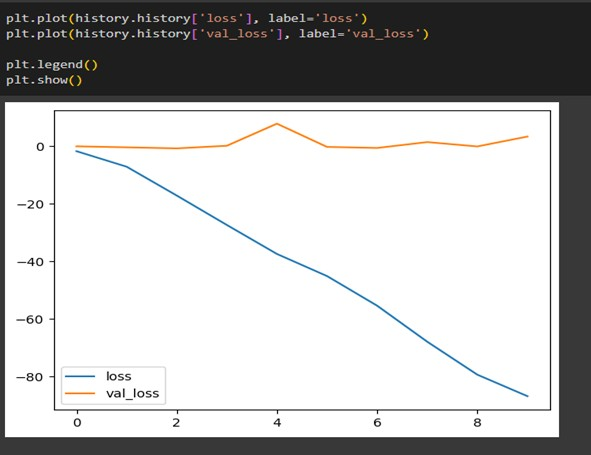 plt.plot(history.history['loss'], label='loss')
plt.plot(history.history['val_loss'], label='val_loss')
plt.legend()
plt.show()
0
−20
−40
−60
−80
loss
val_loss
0 2 4 6 8